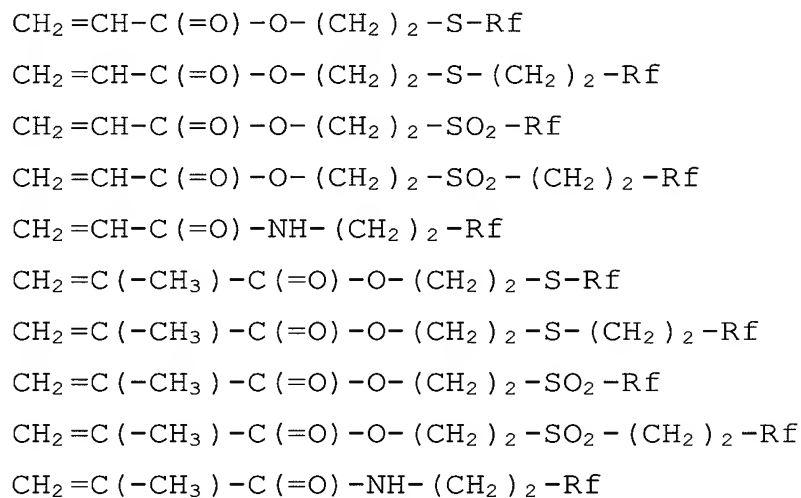 CH₂=CH-C(=O)-O-(CH₂)₂-S-Rf
CH₂=CH-C(=O)-O-(CH₂)₂-S-(CH₂)₂-Rf
CH₂=CH-C(=O)-O-(CH₂)₂-SO₂-Rf
CH₂=CH-C(=O)-O-(CH₂)₂-SO₂-(CH₂)₂-Rf
CH₂=CH-C(=O)-NH-(CH₂)₂-Rf
CH₂=C(-CH₃)-C(=O)-O-(CH₂)₂-S-Rf
CH₂=C(-CH₃)-C(=O)-O-(CH₂)₂-S-(CH₂)₂-Rf
CH₂=C(-CH₃)-C(=O)-O-(CH₂)₂-SO₂-Rf
CH₂=C(-CH₃)-C(=O)-O-(CH₂)₂-SO₂-(CH₂)₂-Rf
CH₂=C(-CH₃)-C(=O)-NH-(CH₂)₂-Rf